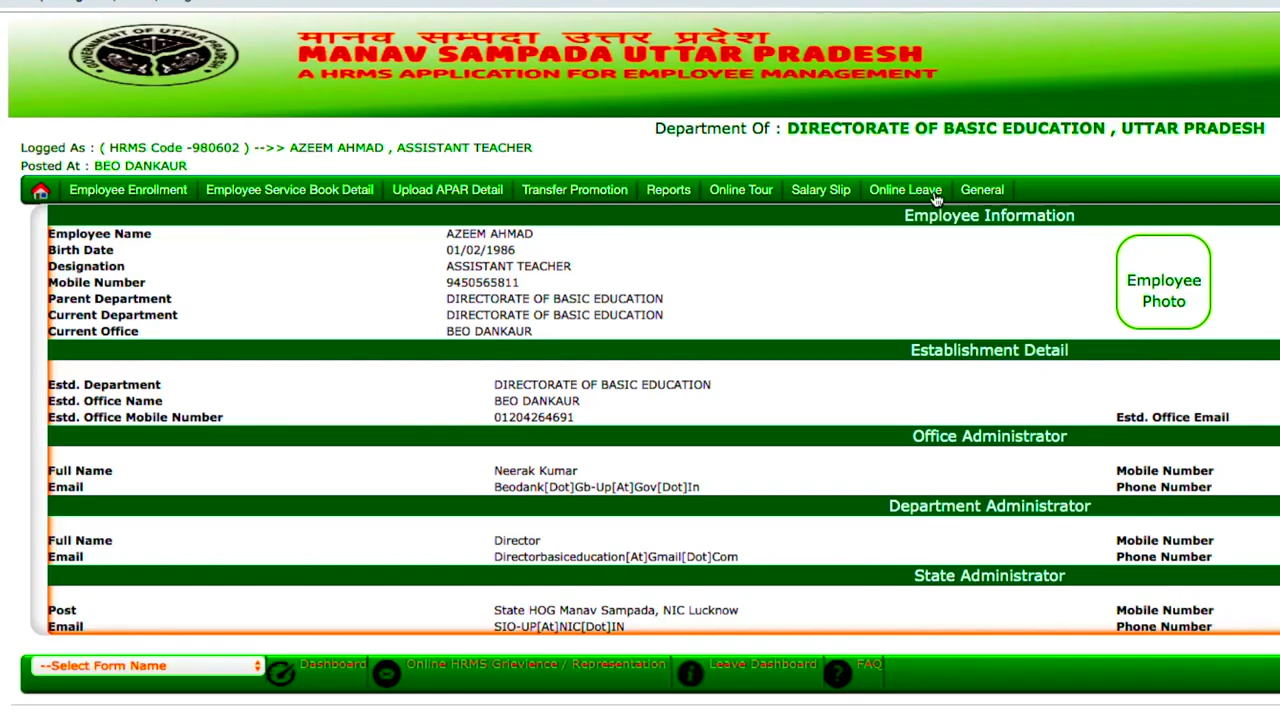 GOVERNMENT OF UTTAR PRADESH
मानव सम्पदा उत्तर प्रदेश
MANAV SAMPADA UTTAR PRADESH
A HRMS APPLICATION FOR EMPLOYEE MANAGEMENT
Department Of : DIRECTORATE OF BASIC EDUCATION , UTTAR PRADESH
Logged As : ( HRMS Code -980602 ) -->> AZEEM AHMAD , ASSISTANT TEACHER
Posted At : BEO DANKAUR
Employee Enrollment Employee Service Book Detail Upload APAR Detail Transfer Promotion Reports Online Tour Salary Slip Online Leave General
Employee Information
Employee Name AZEEM AHMAD
Birth Date 01/02/1986
Designation ASSISTANT TEACHER
Mobile Number 9450565811
Parent Department DIRECTORATE OF BASIC EDUCATION
Current Department DIRECTORATE OF BASIC EDUCATION
Current Office BEO DANKAUR
Employee
Photo
Establishment Detail
Estd. Department DIRECTORATE OF BASIC EDUCATION
Estd. Office Name BEO DANKAUR
Estd. Office Mobile Number 01204264691 Estd. Office Email
Office Administrator
Full Name Neerak Kumar Mobile Number
Email Beodank[Dot]Gb-Up[At]Gov[Dot]In Phone Number
Department Administrator
Full Name Director Mobile Number
Email Directorbasiceducation[At]Gmail[Dot]Com Phone Number
State Administrator
Post State HOG Manav Sampada, NIC Lucknow Mobile Number
Email SIO-UP[At]NIC[Dot]IN Phone Number
--Select Form Name Dashboard Online HRMS Grievience / Representation Leave Dashboard FAQ